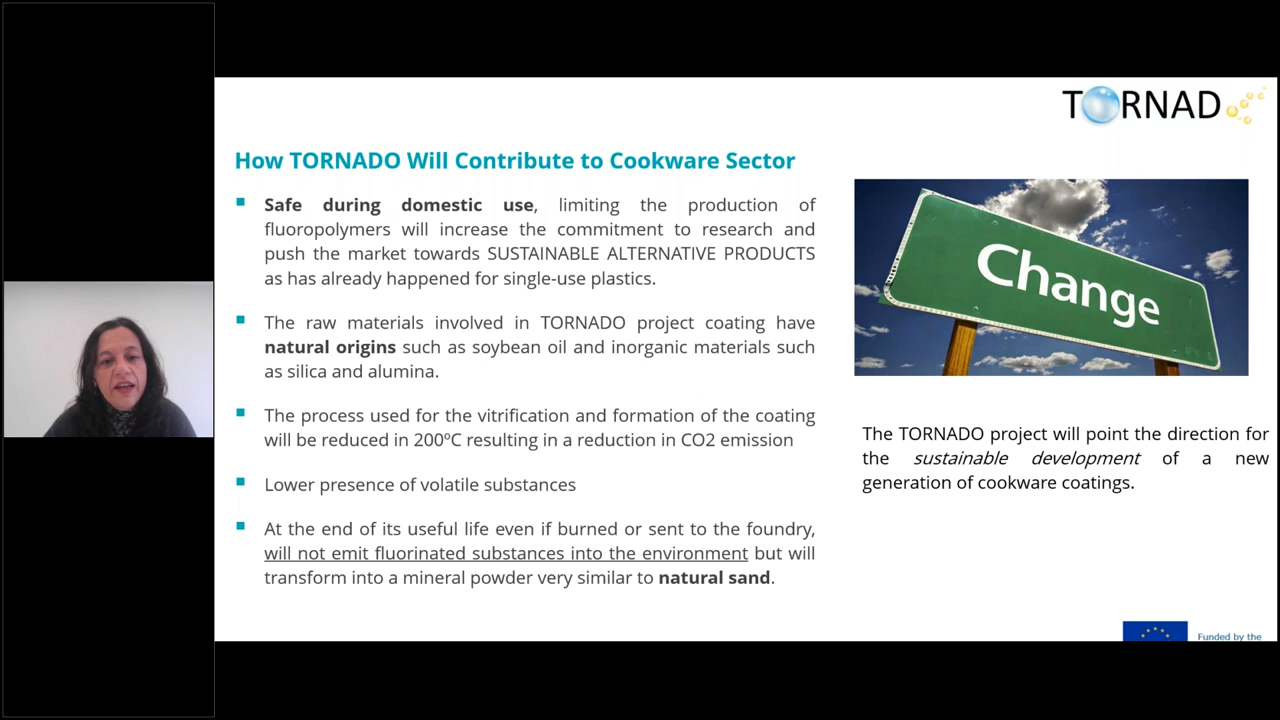 TORNAD
How TORNADO Will Contribute to Cookware Sector
Safe during domestic use, limiting the production of
fluoropolymers will increase the commitment to research and
push the market towards SUSTAINABLE ALTERNATIVE PRODUCTS
as has already happened for single-use plastics.
The raw materials involved in TORNADO project coating have
natural origins such as soybean oil and inorganic materials such
as silica and alumina.
The process used for the vitrification and formation of the coating
will be reduced in 200ºC resulting in a reduction in CO2 emission
Lower presence of volatile substances
At the end of its useful life even if burned or sent to the foundry,
will not emit fluorinated substances into the environment but will
transform into a mineral powder very similar to natural sand.
Change
The TORNADO project will point the direction for
the sustainable development of a new
generation of cookware coatings.
Funded by the